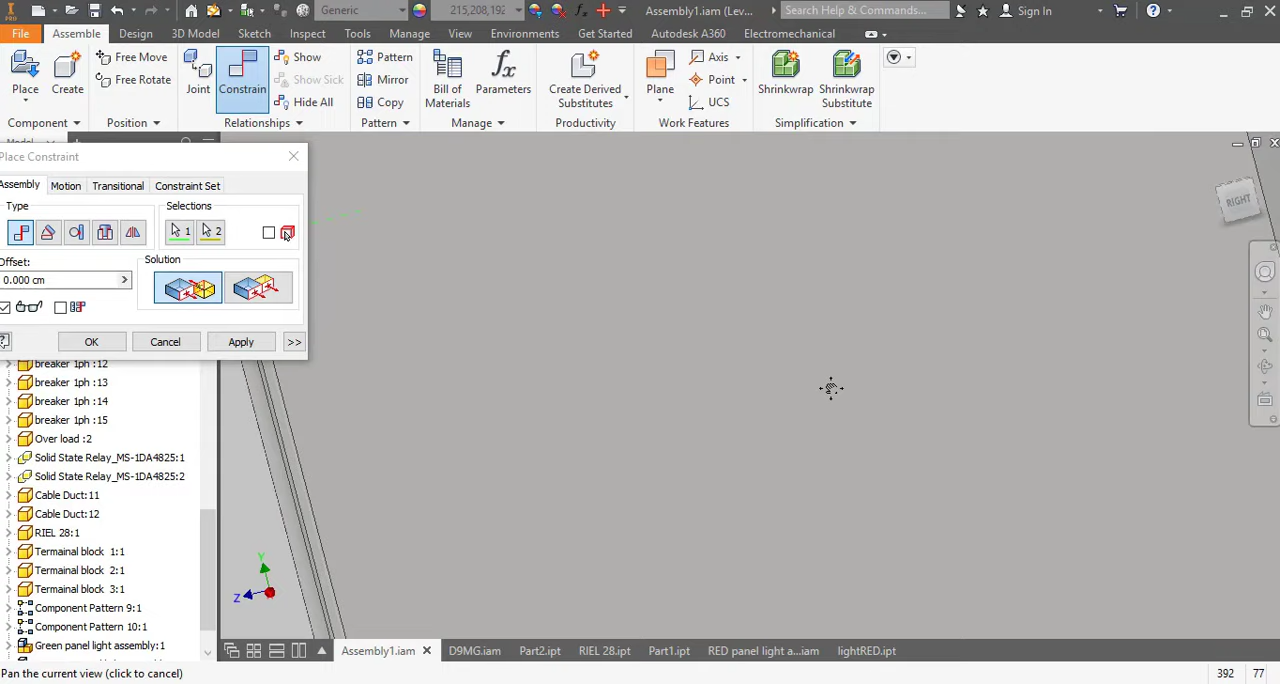 PRO
Generic
215,208,192
Assembly1.iam (Lev...
Search Help & Commands...
Sign In
File
Assemble
Design
3D Model
Sketch
Inspect
Tools
Manage
View
Environments
Get Started
Autodesk A360
Electromechanical
Place
Create
Free Move
Free Rotate
Joint
Constrain
Show
Show Sick
Hide All
Pattern
Mirror
Copy
Bill of
Materials
fx
Parameters
Create Derived
Substitutes
Plane
Axis
Point
UCS
Shrinkwrap
Shrinkwrap
Substitute
Component
Position
Relationships
Pattern
Manage
Productivity
Work Features
Simplification
Place Constraint
Assembly
Motion
Transitional
Constraint Set
Type
Selections
1
2
Offset:
Solution
0.000 cm
OK
Cancel
Apply
>>
breaker 1ph :12
breaker 1ph :13
breaker 1ph :14
breaker 1ph :15
Over load :2
Solid State Relay_MS-1DA4825:1
Solid State Relay_MS-1DA4825:2
Cable Duct:11
Cable Duct:12
RIEL 28:1
Termainal block 1:1
Termainal block 2:1
Termainal block 3:1
Component Pattern 9:1
Component Pattern 10:1
Green panel light assembly:1
RIGHT
Y
Z
Assembly1.iam
D9MG.iam
Part2.ipt
RIEL 28.ipt
Part1.ipt
RED panel light a...iam
lightRED.ipt
Pan the current view (click to cancel)
392
77